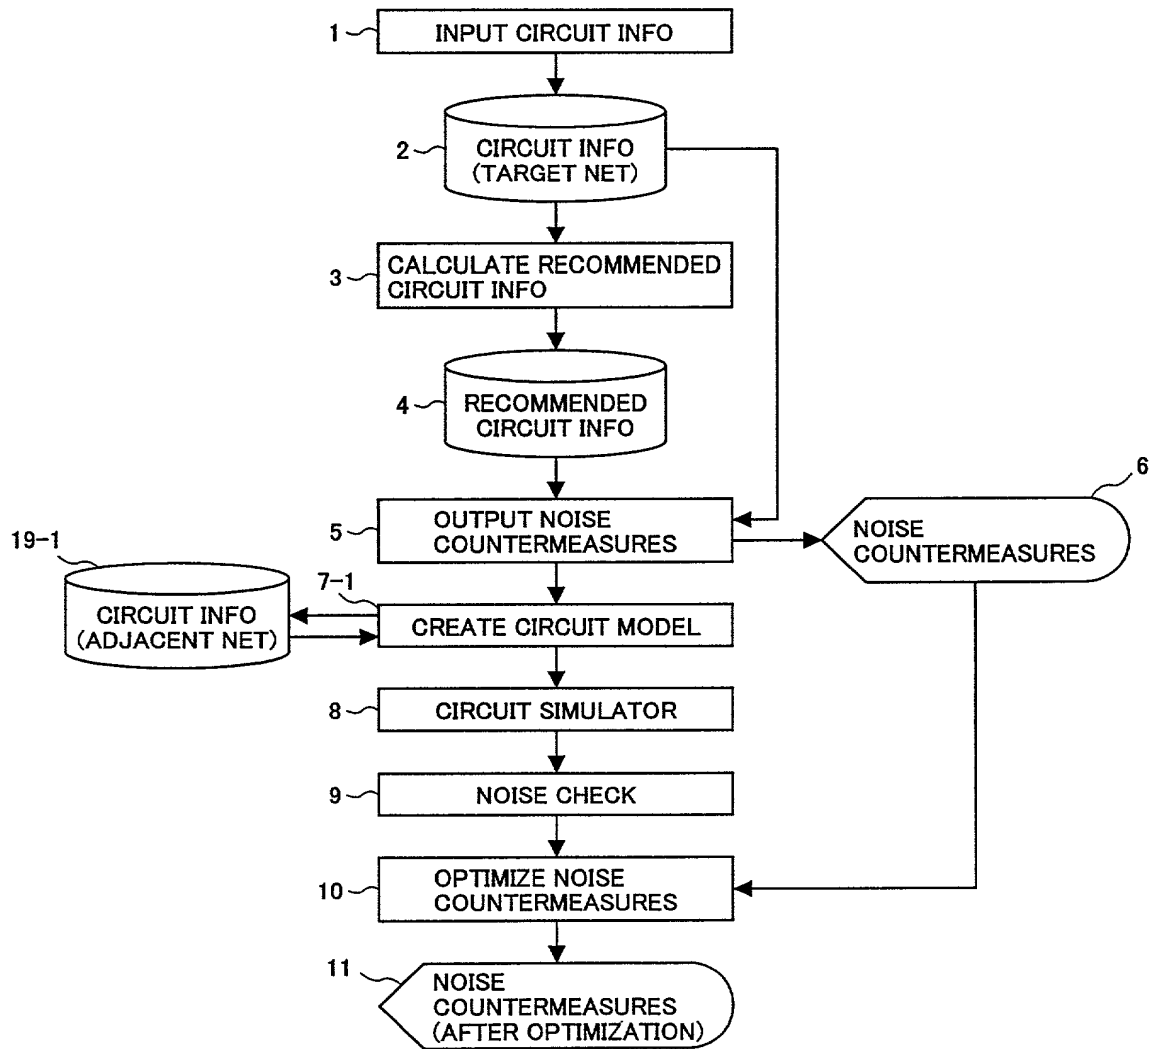 1
INPUT CIRCUIT INFO
2
CIRCUIT INFO
(TARGET NET)
3
CALCULATE RECOMMENDED
CIRCUIT INFO
4
RECOMMENDED
CIRCUIT INFO
5
OUTPUT NOISE
COUNTERMEASURES
6
NOISE
COUNTERMEASURES
19-1
CIRCUIT INFO
(ADJACENT NET)
7-1
CREATE CIRCUIT MODEL
8
CIRCUIT SIMULATOR
9
NOISE CHECK
10
OPTIMIZE NOISE
COUNTERMEASURES
11
NOISE
COUNTERMEASURES
(AFTER OPTIMIZATION)